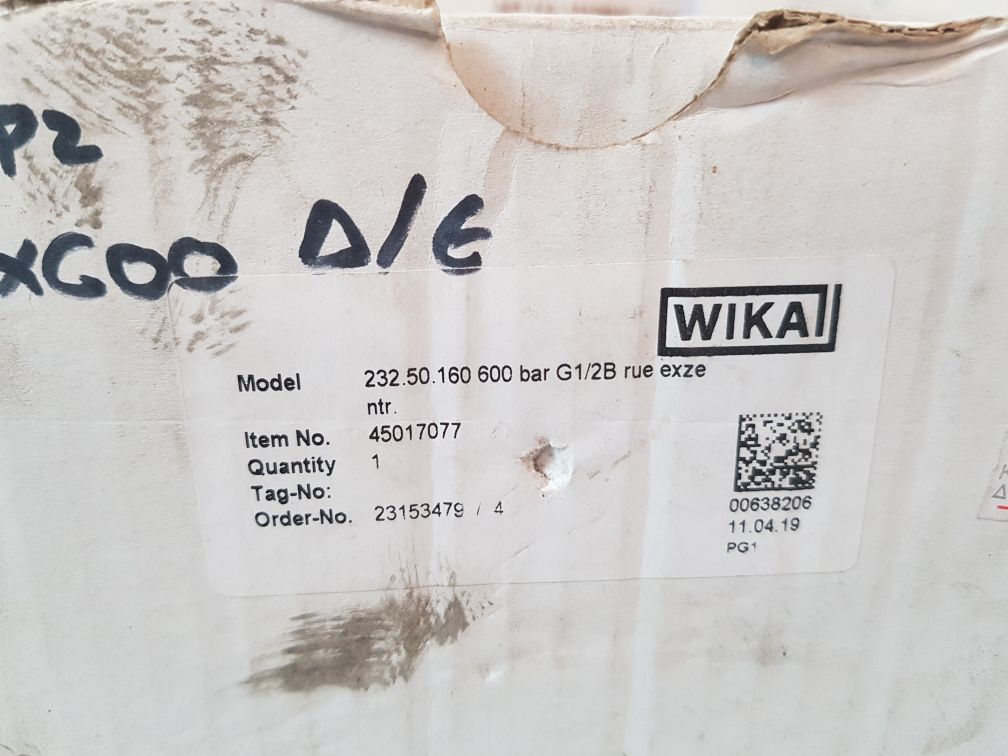 P2
XG00 D/E
WIKA
Model 232.50.160 600 bar G1/2B rue exze
ntr.
Item No. 45017077
Quantity 1
Tag-No:
Order-No. 23153479 / 4
00638206
11.04.19
PG1